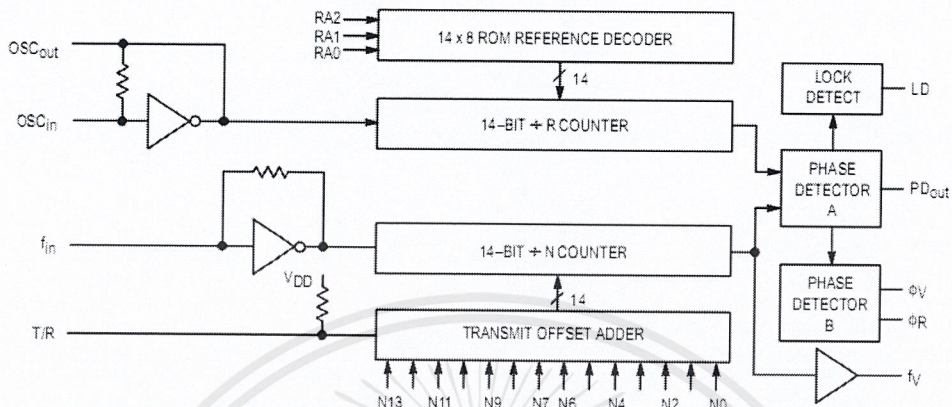 RA2
RA1
RA0
14 x 8 ROM REFERENCE DECODER
OSCout
14
LOCK
DETECT
LD
OSCin
14–BIT ÷ R COUNTER
PHASE
DETECTOR
A
PDout
fin
14–BIT ÷ N COUNTER
VDD
14
PHASE
DETECTOR
B
ϕV
ϕR
T/R
TRANSMIT OFFSET ADDER
fV
N13
N11
N9
N7
N6
N4
N2
N0